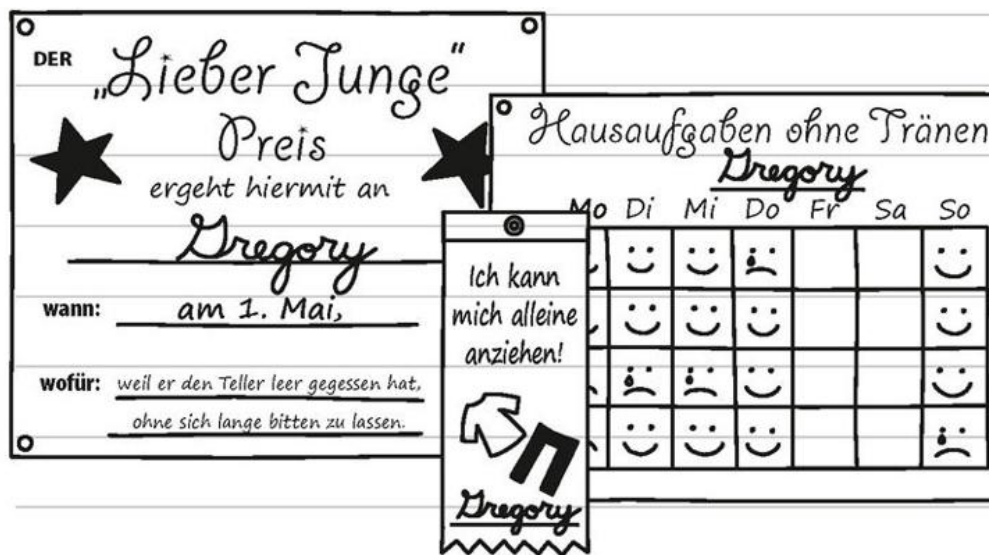 DER
„Lieber Junge“
Preis
ergeht hiermit an
Gregory
wann: am 1. Mai,
wofür: weil er den Teller leer gegessen hat,
ohne sich lange bitten zu lassen.
Ich kann
mich alleine
anziehen!
Gregory
Hausaufgaben ohne Tränen
Gregory
Mo Di Mi Do Fr Sa So